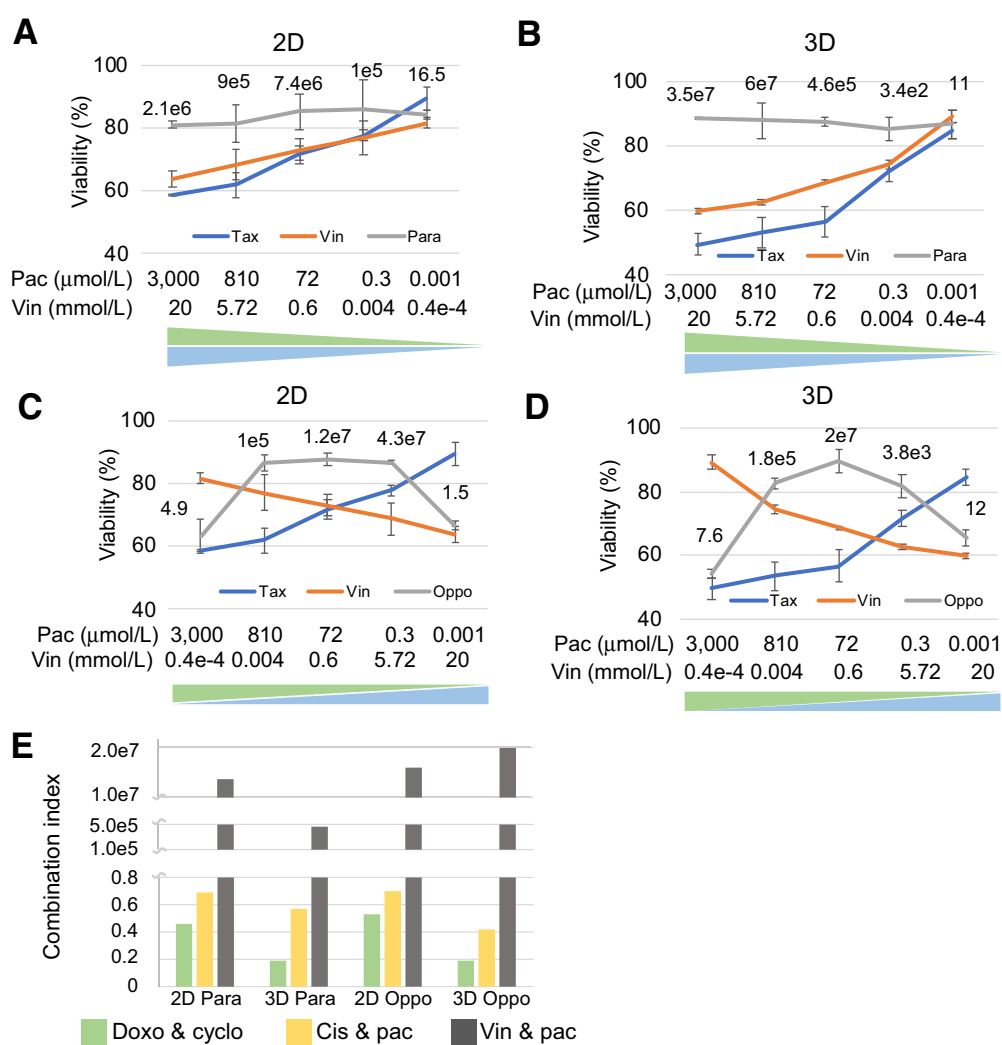 A
2D
100
80
60
40
Viability (%)
2.1e6
9e5
7.4e6
1e5
16.5
Tax Vin Para
Pac (μmol/L) 3,000 810 72 0.3 0.001
Vin (mmol/L) 20 5.72 0.6 0.004 0.4e-4
B
3D
100
80
60
40
Viability (%)
3.5e7
6e7
4.6e5
3.4e2
11
Tax Vin Para
Pac (μmol/L) 3,000 810 72 0.3 0.001
Vin (mmol/L) 20 5.72 0.6 0.004 0.4e-4
C
2D
100
80
60
40
Viability (%)
4.9
1e5
1.2e7
4.3e7
1.5
Tax Vin Oppo
Pac (μmol/L) 3,000 810 72 0.3 0.001
Vin (mmol/L) 0.4e-4 0.004 0.6 5.72 20
D
3D
100
80
60
40
Viability (%)
7.6
1.8e5
2e7
3.8e3
12
Tax Vin Oppo
Pac (μmol/L) 3,000 810 72 0.3 0.001
Vin (mmol/L) 0.4e-4 0.004 0.6 5.72 20
E
Combination index
2.0e7
1.0e7
5.0e5
1.0e5
0.8
0.6
0.4
0.2
0
2D Para 3D Para 2D Oppo 3D Oppo
Doxo & cyclo Cis & pac Vin & pac